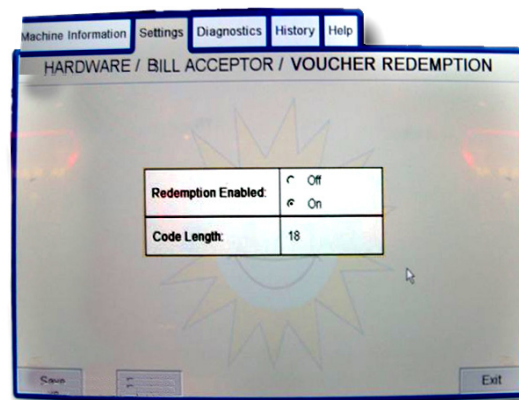 Machine Information Settings Diagnostics History Help
HARDWARE / BILL ACCEPTOR / VOUCHER REDEMPTION
Redemption Enabled:
Off
On
Code Length: 18
Save
Exit